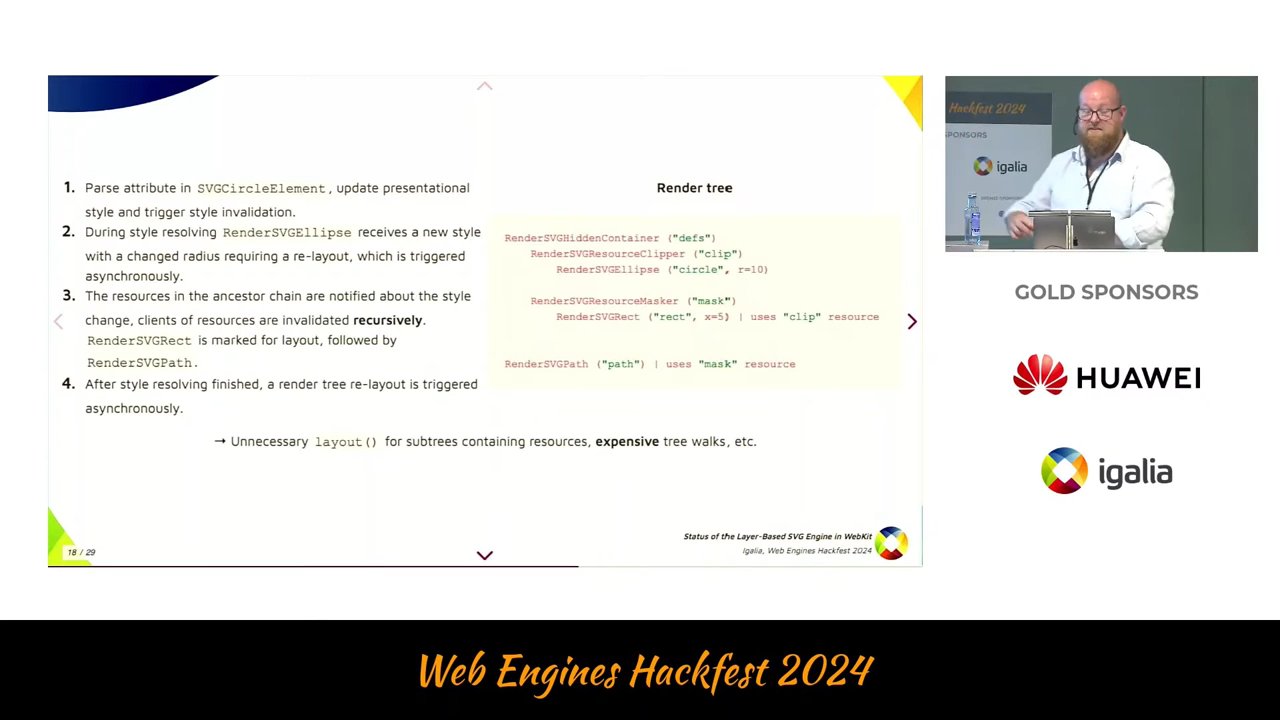 1. Parse attribute in SVGCircleElement, update presentational
style and trigger style invalidation.
2. During style resolving RenderSVGEllipse receives a new style
with a changed radius requiring a re-layout, which is triggered
asynchronously.
3. The resources in the ancestor chain are notified about the style
change, clients of resources are invalidated recursively.
RenderSVGRect is marked for layout, followed by
RenderSVGPath.
4. After style resolving finished, a render tree re-layout is triggered
asynchronously.
Render tree
RenderSVGHiddenContainer ("defs")
RenderSVGResourceClipper ("clip")
RenderSVGEllipse ("circle", r=10)
RenderSVGResourceMasker ("mask")
RenderSVGRect ("rect", x=5) | uses "clip" resource
RenderSVGPath ("path") | uses "mask" resource
→ Unnecessary layout() for subtrees containing resources, expensive tree walks, etc.
18 / 29
Status of the Layer-Based SVG Engine in WebKit
Igalia, Web Engines Hackfest 2024
Hackfest 2024
SPONSORS
igalia
GOLD SPONSORS
HUAWEI
igalia
Web Engines Hackfest 2024